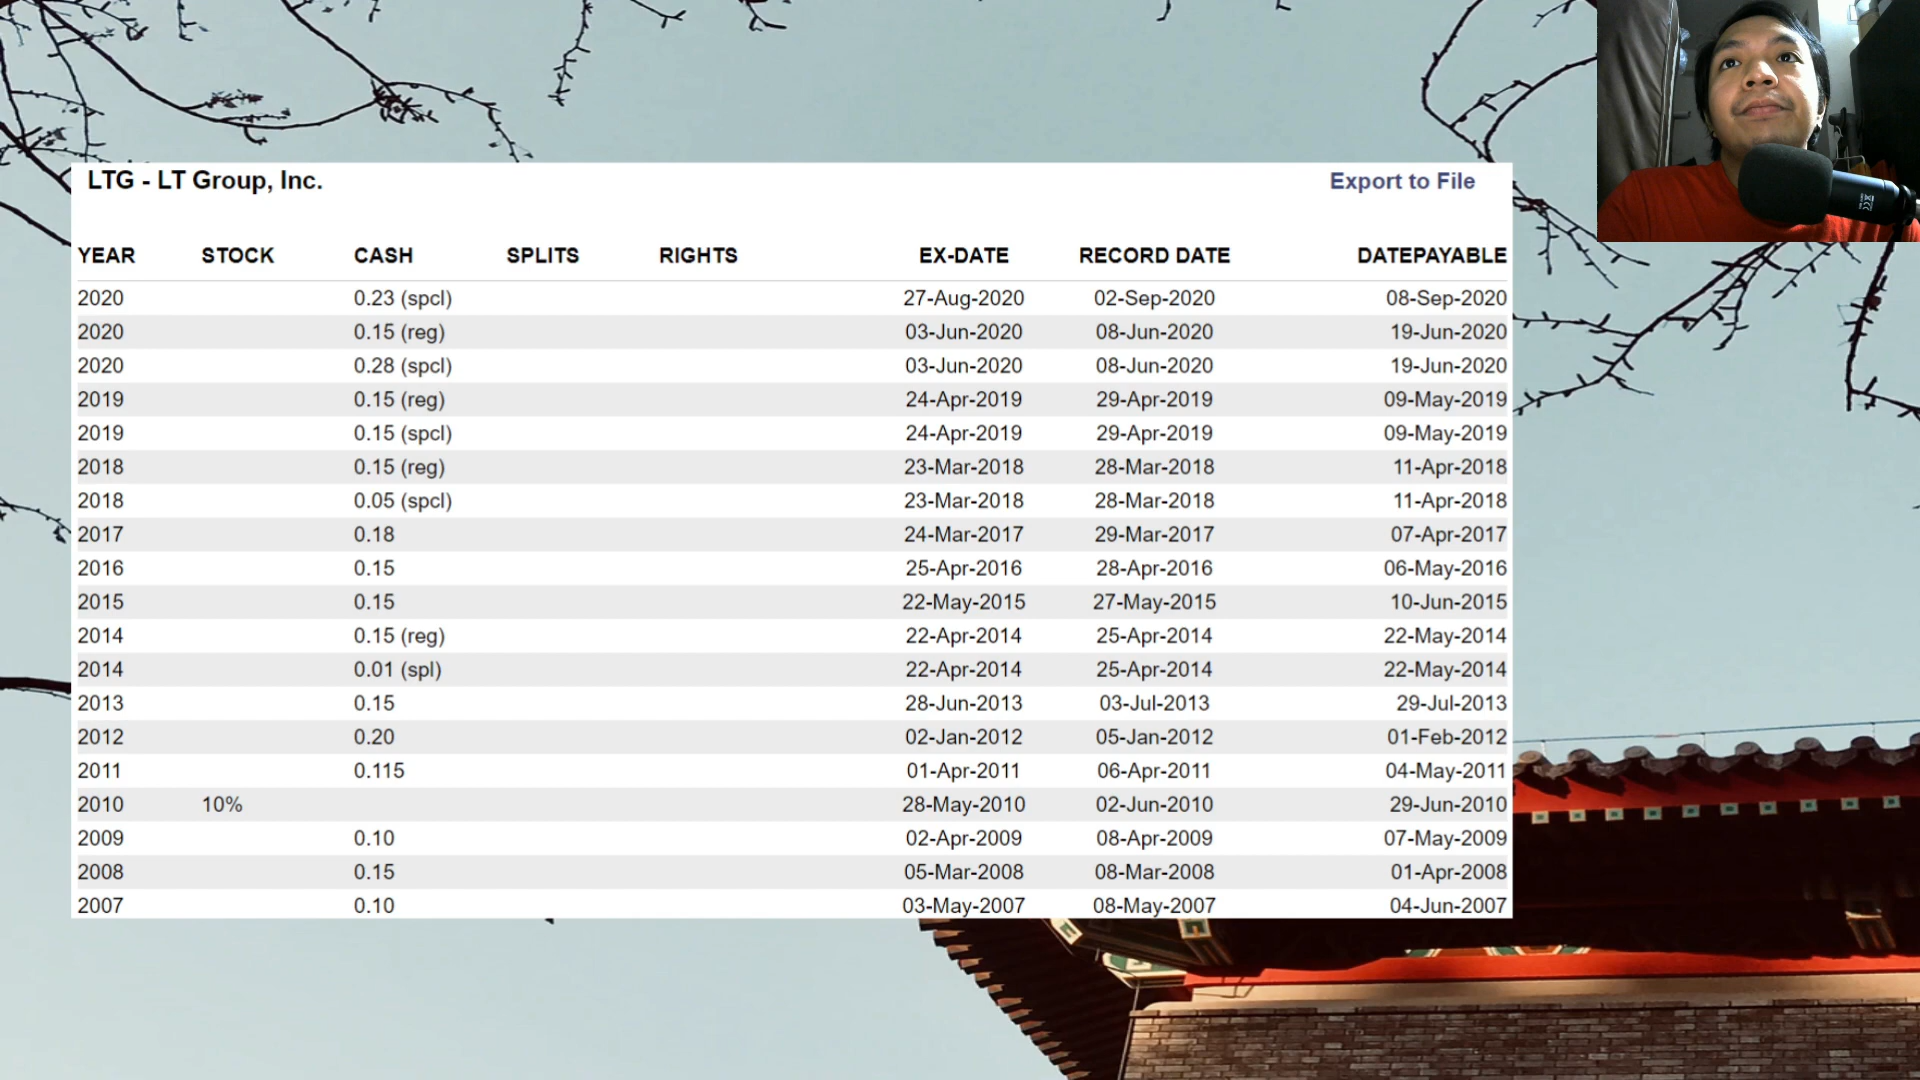 LTG - LT Group, Inc. Export to File
YEAR STOCK CASH SPLITS RIGHTS EX-DATE RECORD DATE DATEPAYABLE
2020 0.23 (spcl) 27-Aug-2020 02-Sep-2020 08-Sep-2020
2020 0.15 (reg) 03-Jun-2020 08-Jun-2020 19-Jun-2020
2020 0.28 (spcl) 03-Jun-2020 08-Jun-2020 19-Jun-2020
2019 0.15 (reg) 24-Apr-2019 29-Apr-2019 09-May-2019
2019 0.15 (spcl) 24-Apr-2019 29-Apr-2019 09-May-2019
2018 0.15 (reg) 23-Mar-2018 28-Mar-2018 11-Apr-2018
2018 0.05 (spcl) 23-Mar-2018 28-Mar-2018 11-Apr-2018
2017 0.18 24-Mar-2017 29-Mar-2017 07-Apr-2017
2016 0.15 25-Apr-2016 28-Apr-2016 06-May-2016
2015 0.15 22-May-2015 27-May-2015 10-Jun-2015
2014 0.15 (reg) 22-Apr-2014 25-Apr-2014 22-May-2014
2014 0.01 (spl) 22-Apr-2014 25-Apr-2014 22-May-2014
2013 0.15 28-Jun-2013 03-Jul-2013 29-Jul-2013
2012 0.20 02-Jan-2012 05-Jan-2012 01-Feb-2012
2011 0.115 01-Apr-2011 06-Apr-2011 04-May-2011
2010 10% 28-May-2010 02-Jun-2010 29-Jun-2010
2009 0.10 02-Apr-2009 08-Apr-2009 07-May-2009
2008 0.15 05-Mar-2008 08-Mar-2008 01-Apr-2008
2007 0.10 03-May-2007 08-May-2007 04-Jun-2007